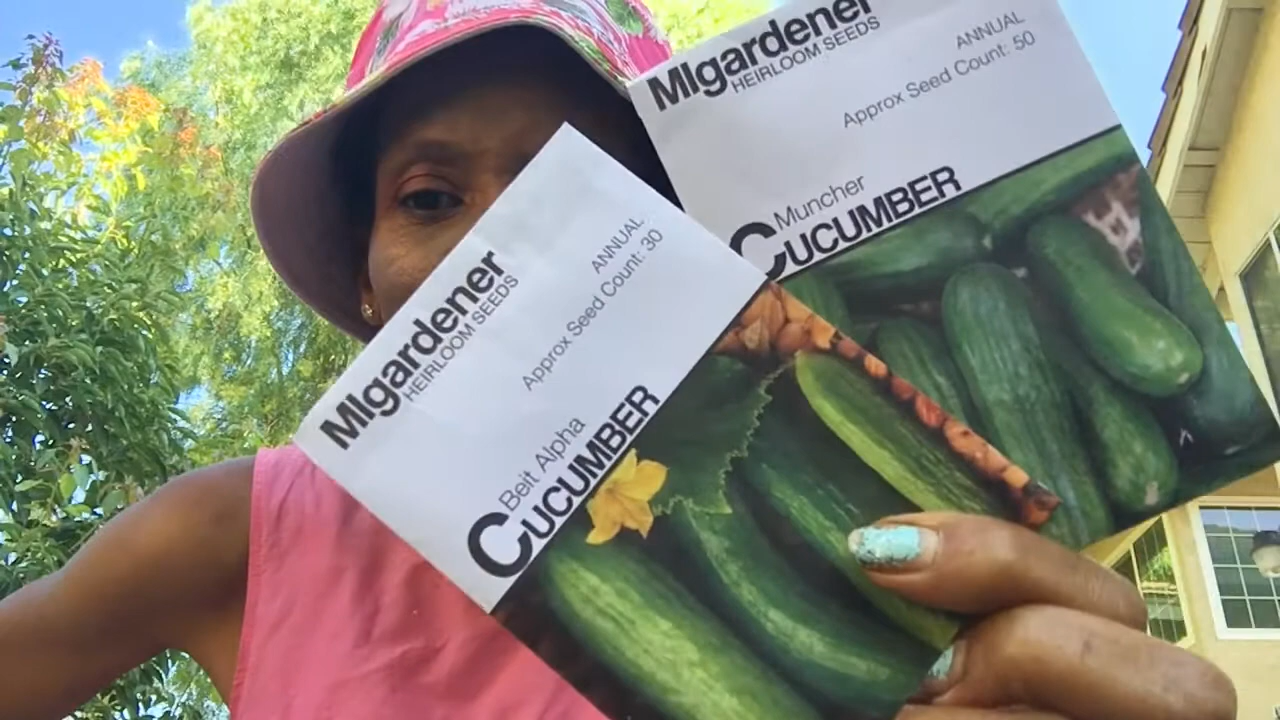 MIgardener
HEIRLOOM SEEDS
ANNUAL
Approx Seed Count: 50
Muncher
CUCUMBER
MIgardener
HEIRLOOM SEEDS
ANNUAL
Approx Seed Count: 30
Beit Alpha
CUCUMBER